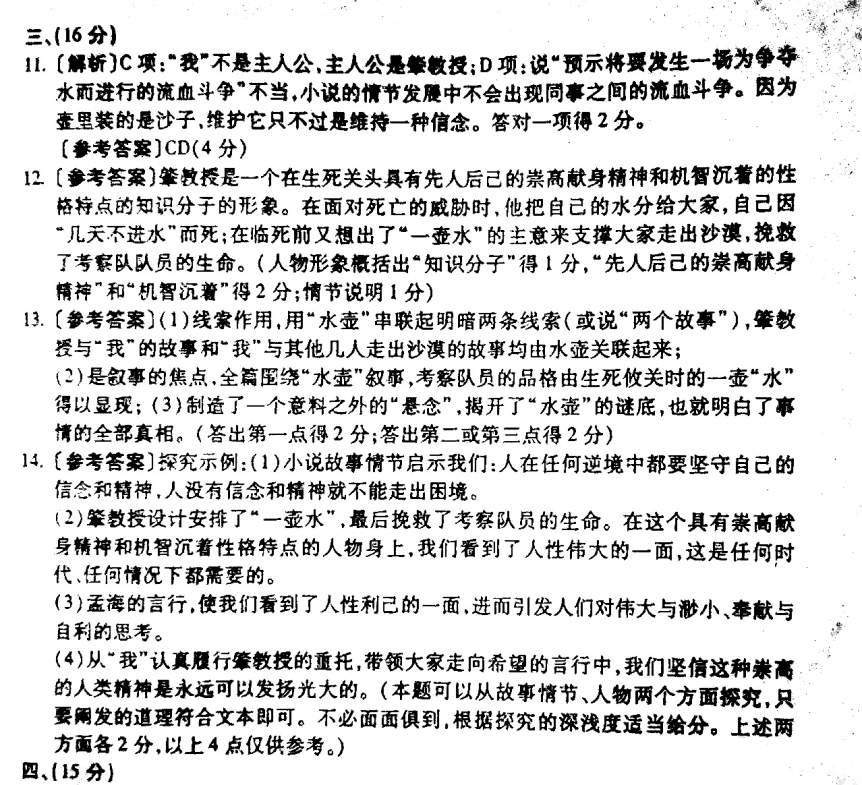 三、(16 分)
11.〔解析〕C 项:“我”不是主人公,主人公是肇教授;D 项:说“预示将要发生一场为争夺
水而进行的流血斗争”不当,小说的情节发展中不会出现同事之间的流血斗争。因为
壶里装的是沙子,维护它只不过是维持一种信念。答对一项得 2 分。
〔参考答案〕CD(4 分)
12.〔参考答案〕肇教授是一个在生死关头具有先人后己的崇高献身精神和机智沉着的性
格特点的知识分子的形象。在面对死亡的威胁时,他把自己的水分给大家,自己因
“几天不进水”而死;在临死前又想出了“一壶水”的主意来支撑大家走出沙漠,挽救
了考察队队员的生命。(人物形象概括出“知识分子”得 1 分,“先人后己的崇高献身
精神”和“机智沉着”得 2 分;情节说明 1 分)
13.〔参考答案〕(1)线索作用,用“水壶”串联起明暗两条线索(或说“两个故事”),肇教
授与“我”的故事和“我”与其他几人走出沙漠的故事均由水壶关联起来;
(2)是叙事的焦点,全篇围绕“水壶”叙事,考察队员的品格由生死攸关时的一壶“水”
得以显现; (3)制造了一个意料之外的“悬念”,揭开了“水壶”的谜底,也就明白了事
情的全部真相。(答出第一点得 2 分;答出第二或第三点得 2 分)
14.〔参考答案〕探究示例:(1)小说故事情节启示我们:人在任何逆境中都要坚守自己的
信念和精神,人没有信念和精神就不能走出困境。
(2)肇教授设计安排了“一壶水”,最后挽救了考察队员的生命。在这个具有崇高献
身精神和机智沉着性格特点的人物身上,我们看到了人性伟大的一面,这是任何时
代、任何情况下都需要的。
(3)孟海的言行,使我们看到了人性利己的一面,进而引发人们对伟大与渺小、奉献与
自利的思考。
(4)从“我”认真履行肇教授的重托,带领大家走向希望的言行中,我们坚信这种崇高
的人类精神是永远可以发扬光大的。(本题可以从故事情节、人物两个方面探究,只
要阐发的道理符合文本即可。不必面面俱到,根据探究的深浅度适当给分。上述两
方面各 2 分,以上 4 点仅供参考。)
四、(15 分)